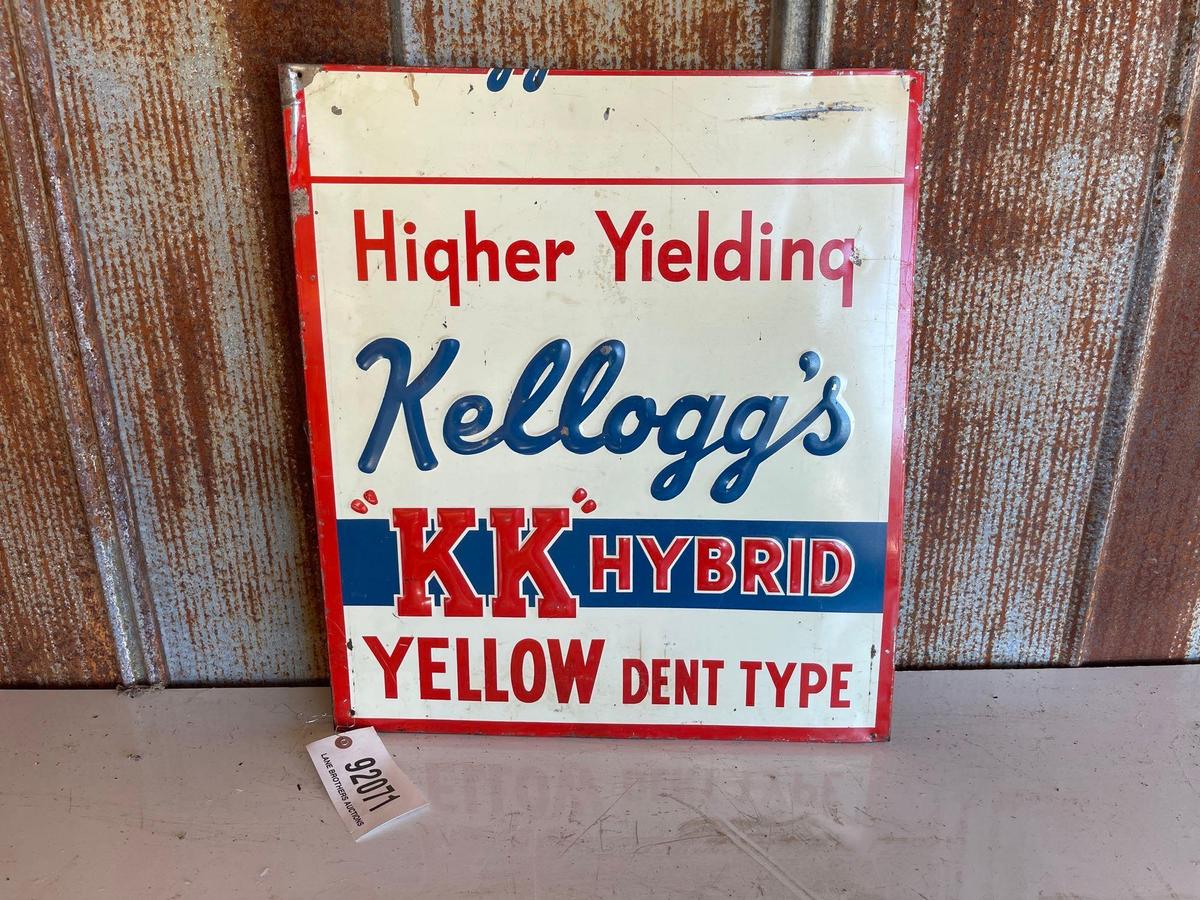 Higher Yielding
Kellogg's
"KK" HYBRID
YELLOW DENT TYPE
92071
LANE BROTHERS AUCTIONS